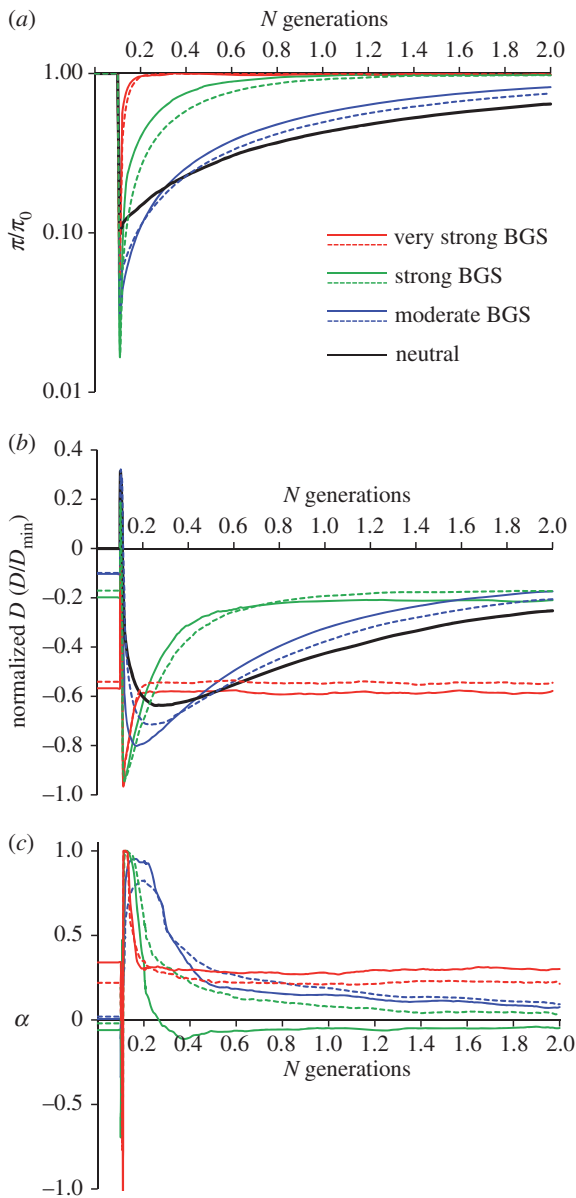 (a)
N generations
0.2 0.4 0.6 0.8 1.0 1.2 1.4 1.6 1.8 2.0
1.00
0.10
0.01
π/π0
very strong BGS
strong BGS
moderate BGS
neutral
(b)
0.4
0.2
0
−0.2
−0.4
−0.6
−0.8
−1.0
normalized D (D/Dmin)
N generations
0.2 0.4 0.6 0.8 1.0 1.2 1.4 1.6 1.8 2.0
(c)
1.0
0.5
0
−0.5
−1.0
α
0.2 0.4 0.6 0.8 1.0 1.2 1.4 1.6 1.8 2.0
N generations